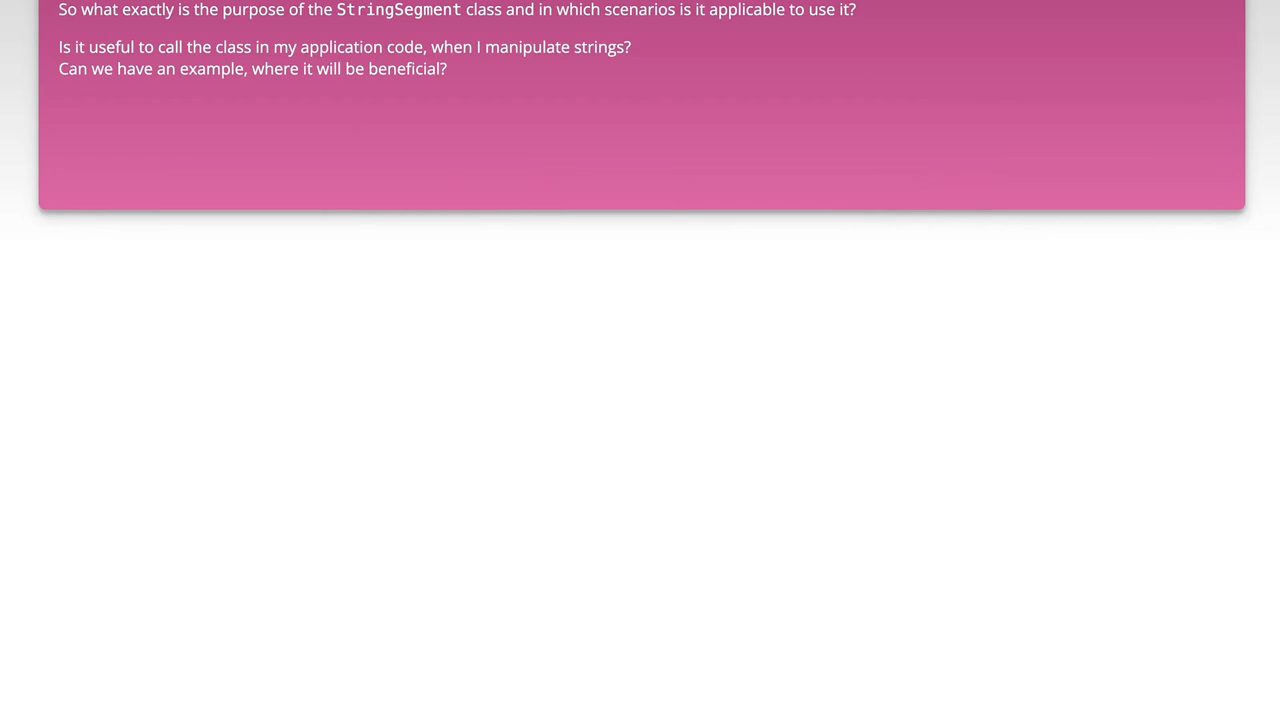 So what exactly is the purpose of the StringSegment class and in which scenarios is it applicable to use it?
Is it useful to call the class in my application code, when I manipulate strings?
Can we have an example, where it will be beneficial?